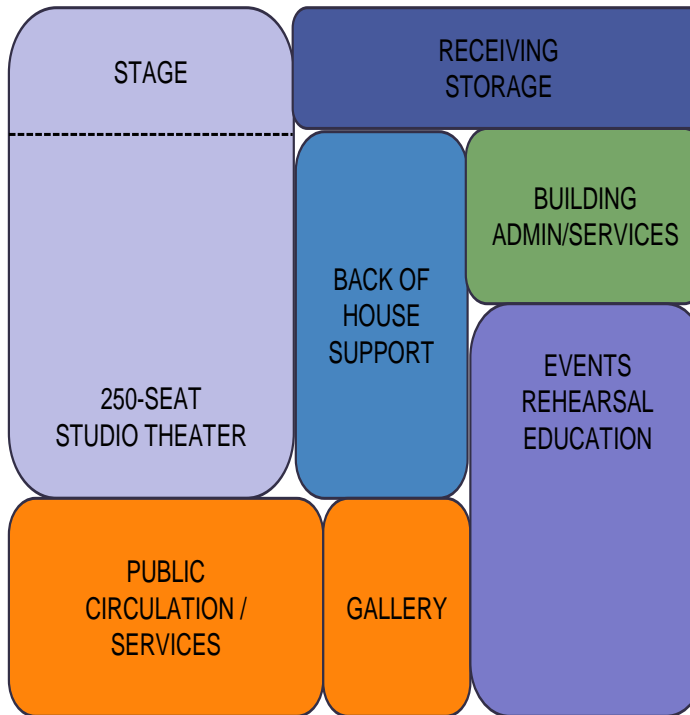 STAGE
RECEIVING
STORAGE
BUILDING
ADMIN/SERVICES
BACK OF
HOUSE
SUPPORT
250-SEAT
STUDIO THEATER
EVENTS
REHEARSAL
EDUCATION
PUBLIC
CIRCULATION /
SERVICES
GALLERY